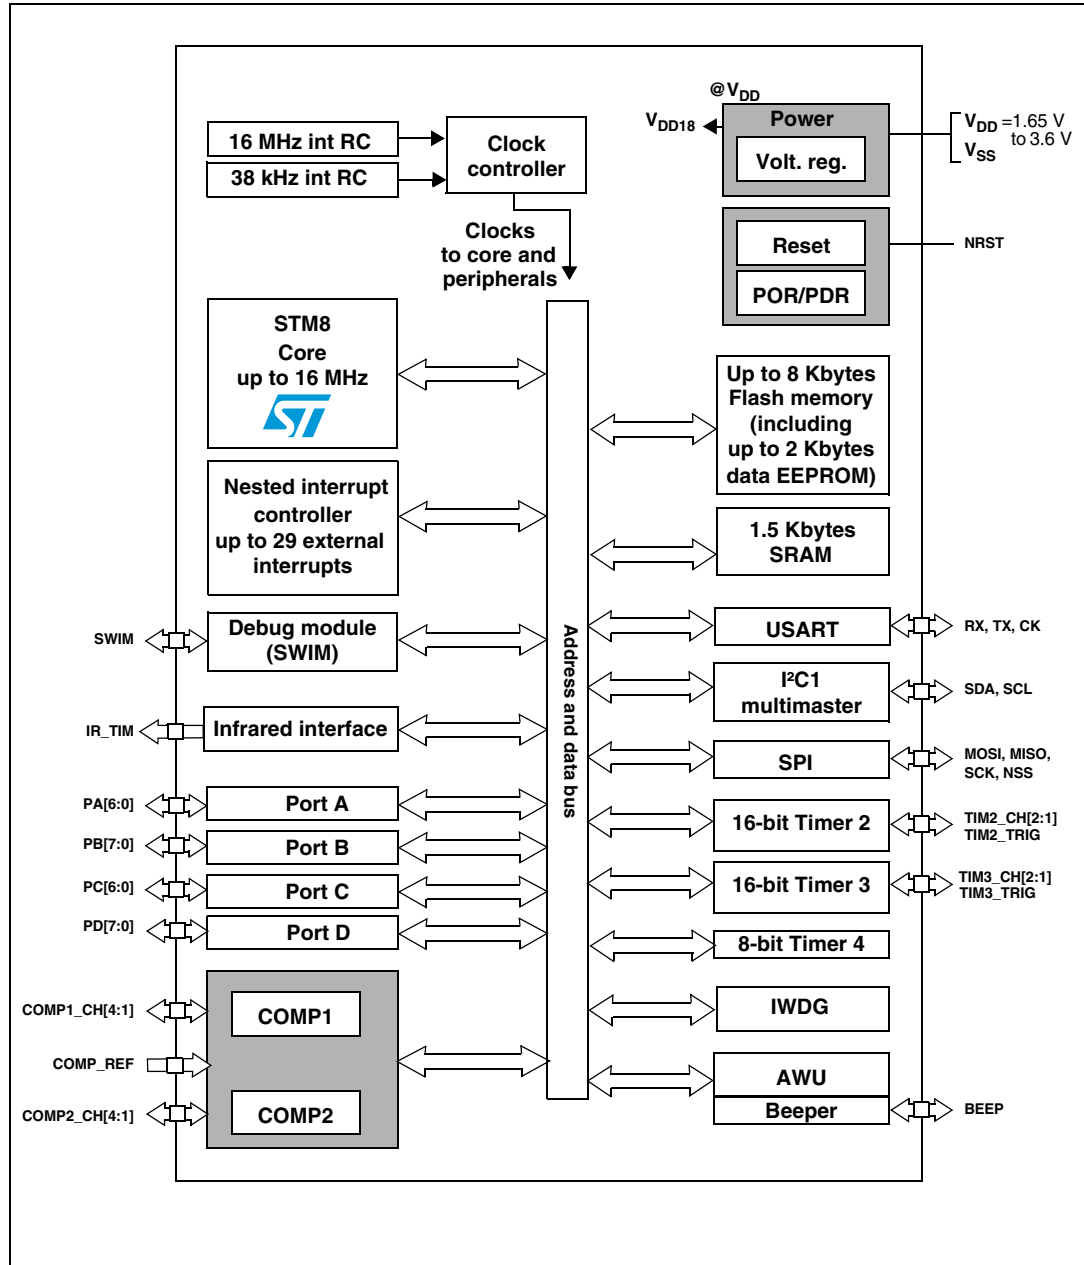 @VDD
Power
VDD18
Volt. reg.
VDD =1.65 V
to 3.6 V
VSS
16 MHz int RC
38 kHz int RC
Clock
controller
Clocks
to core and
peripherals
Reset
POR/PDR
NRST
STM8
Core
up to 16 MHz
ST
Up to 8 Kbytes
Flash memory
(including
up to 2 Kbytes
data EEPROM)
Nested interrupt
controller
up to 29 external
interrupts
1.5 Kbytes
SRAM
Address and data bus
SWIM
Debug module
(SWIM)
USART
RX, TX, CK
I²C1
multimaster
SDA, SCL
IR_TIM
Infrared interface
SPI
MOSI, MISO,
SCK, NSS
PA[6:0]
Port A
16-bit Timer 2
TIM2_CH[2:1]
TIM2_TRIG
PB[7:0]
Port B
PC[6:0]
Port C
16-bit Timer 3
TIM3_CH[2:1]
TIM3_TRIG
PD[7:0]
Port D
8-bit Timer 4
COMP1_CH[4:1]
COMP1
IWDG
COMP_REF
AWU
COMP2_CH[4:1]
COMP2
Beeper
BEEP